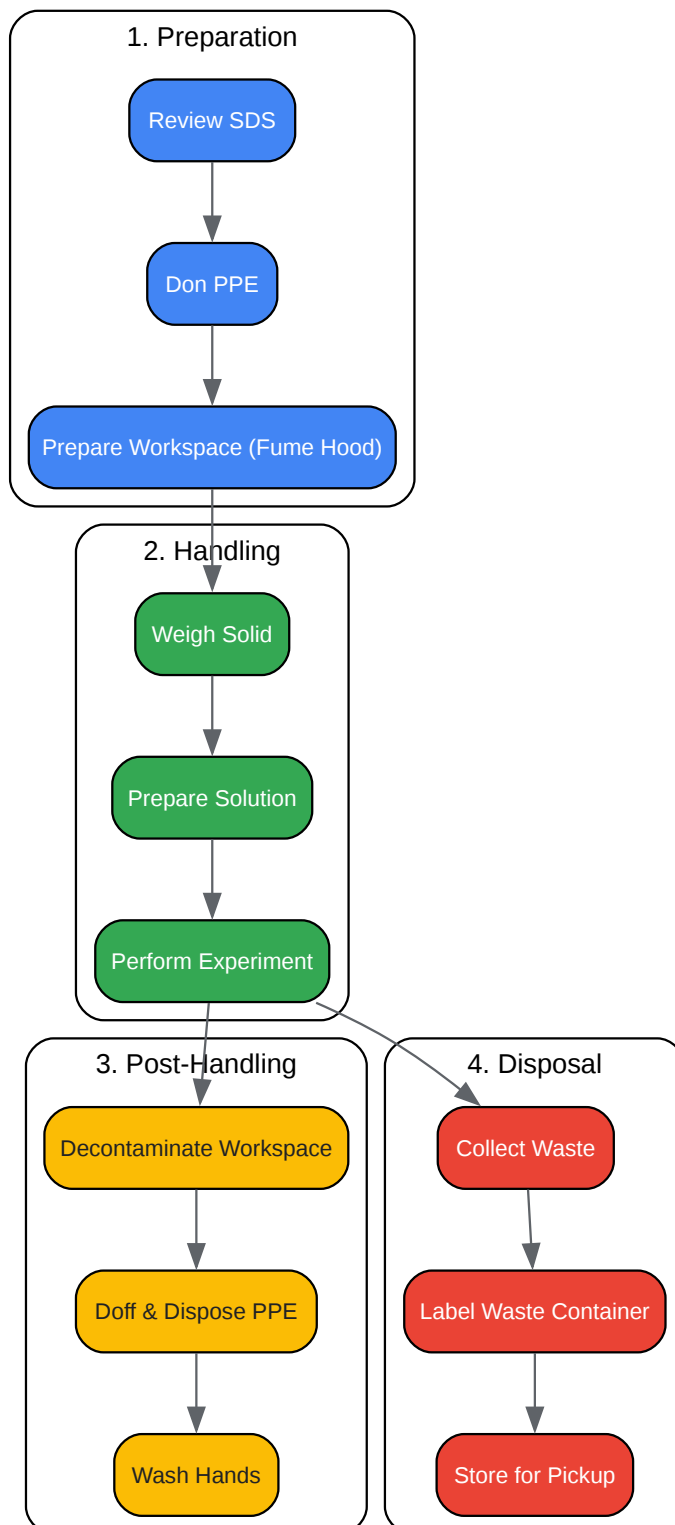 1. Preparation
Review SDS
Don PPE
Prepare Workspace (Fume Hood)
2. Handling
Weigh Solid
Prepare Solution
Perform Experiment
3. Post-Handling
Decontaminate Workspace
Doff & Dispose PPE
Wash Hands
4. Disposal
Collect Waste
Label Waste Container
Store for Pickup